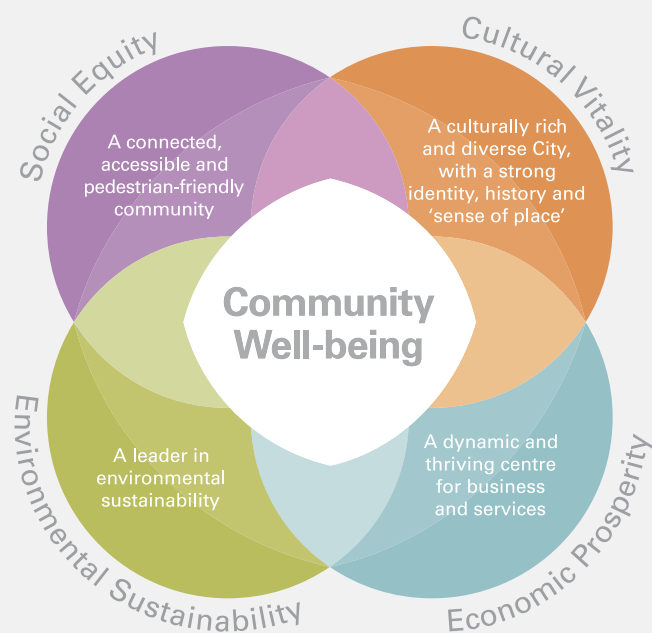 Social Equity
Cultural Vitality
A connected,
accessible and
pedestrian-friendly
community
A culturally rich
and diverse City,
with a strong
identity, history and
‘sense of place’
Community
Well-being
A leader in
environmental
sustainability
A dynamic and
thriving centre
for business
and services
Environmental Sustainability
Economic Prosperity